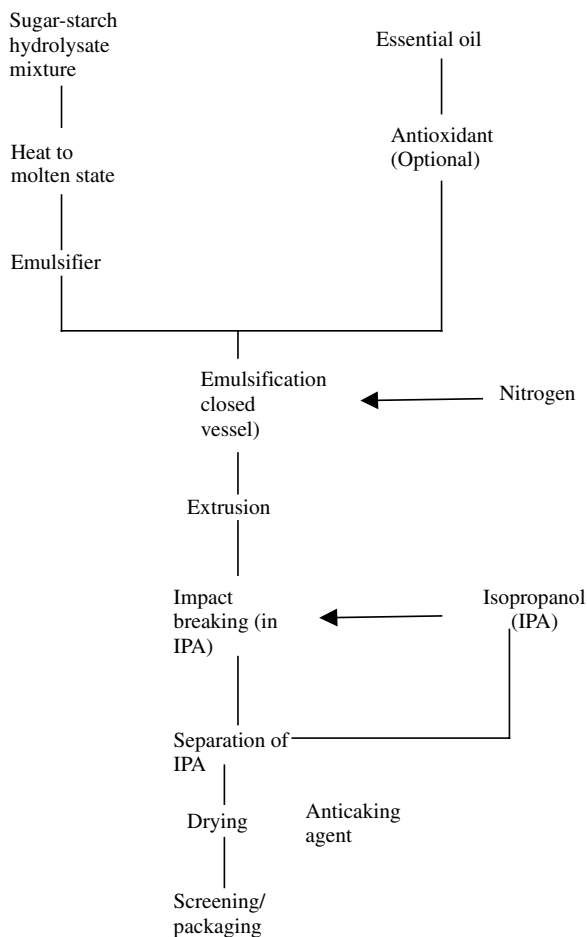 Sugar-starch
hydrolysate
mixture
Essential oil
Heat to
molten state
Antioxidant
(Optional)
Emulsifier
Emulsification
closed
vessel)
Nitrogen
Extrusion
Impact
breaking (in
IPA)
Isopropanol
(IPA)
Separation of
IPA
Drying
Anticaking
agent
Screening/
packaging